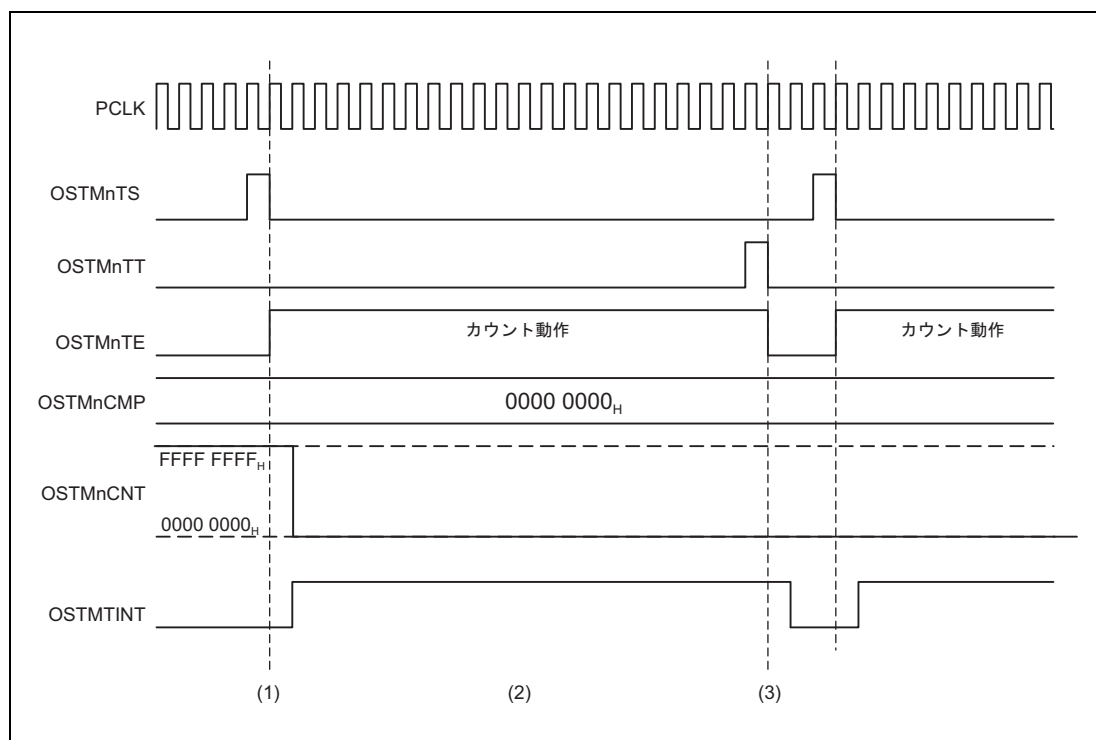 PCLK
OSTMnTS
OSTMnTT
OSTMnTE
カウント動作
カウント動作
OSTMnCMP
0000 0000H
FFFF FFFFH
OSTMnCNT
0000 0000H
OSTMTINT
(1)
(2)
(3)